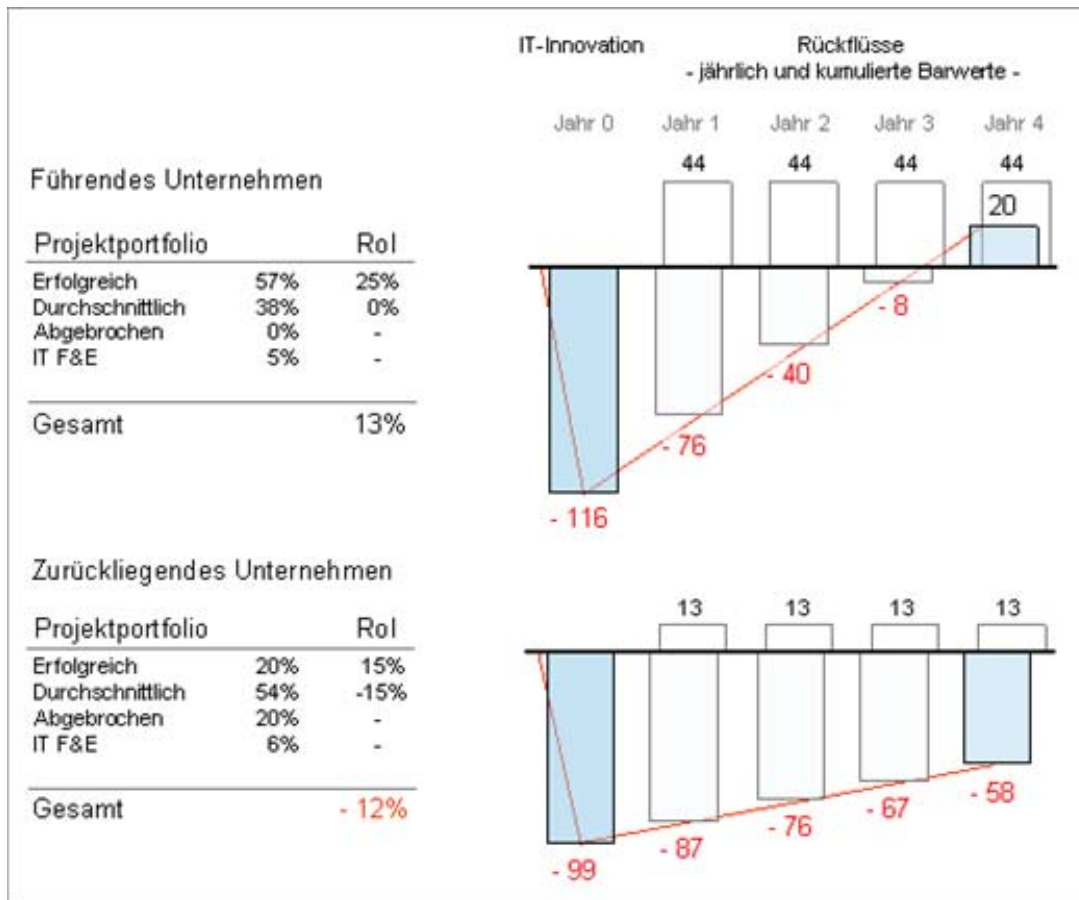 IT-Innovation Rückflüsse
- jährlich und kumulierte Barwerte -
Jahr 0 Jahr 1 Jahr 2 Jahr 3 Jahr 4
44 44 44 44
Führendes Unternehmen
20
Projektportfolio RoI
Erfolgreich 57% 25%
Durchschnittlich 38% 0%
Abgebrochen 0% -
IT F&E 5% -
- 8
- 40
Gesamt 13%
- 76
- 116
Zurückliegendes Unternehmen
13 13 13 13
Projektportfolio RoI
Erfolgreich 20% 15%
Durchschnittlich 54% -15%
Abgebrochen 20% -
IT F&E 6% -
Gesamt - 12%
- 58
- 67
- 76
- 87
- 99